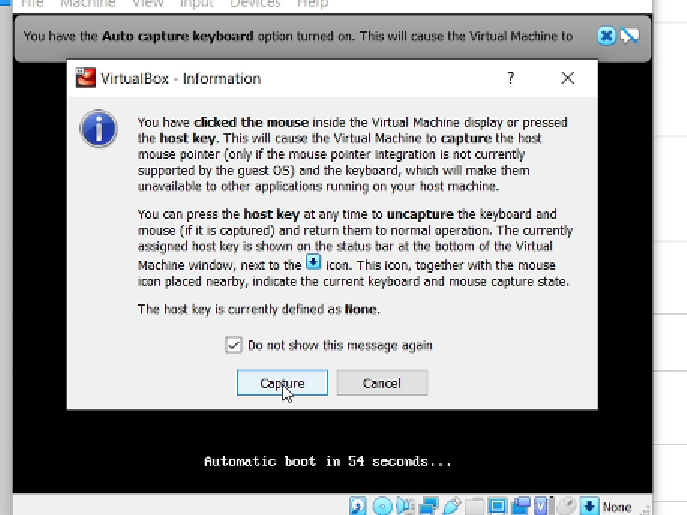 File Machine View Input Devices Help
You have the Auto capture keyboard option turned on. This will cause the Virtual Machine to
VirtualBox - Information
?
You have clicked the mouse inside the Virtual Machine display or pressed
the host key. This will cause the Virtual Machine to capture the host
mouse pointer (only if the mouse pointer integration is not currently
supported by the guest OS) and the keyboard, which will make them
unavailable to other applications running on your host machine.
You can press the host key at any time to uncapture the keyboard and
mouse (if it is captured) and return them to normal operation. The currently
assigned host key is shown on the status bar at the bottom of the Virtual
Machine window, next to the icon. This icon, together with the mouse
icon placed nearby, indicate the current keyboard and mouse capture state.
The host key is currently defined as None.
Do not show this message again
Capture Cancel
Automatic boot in 54 seconds...
None